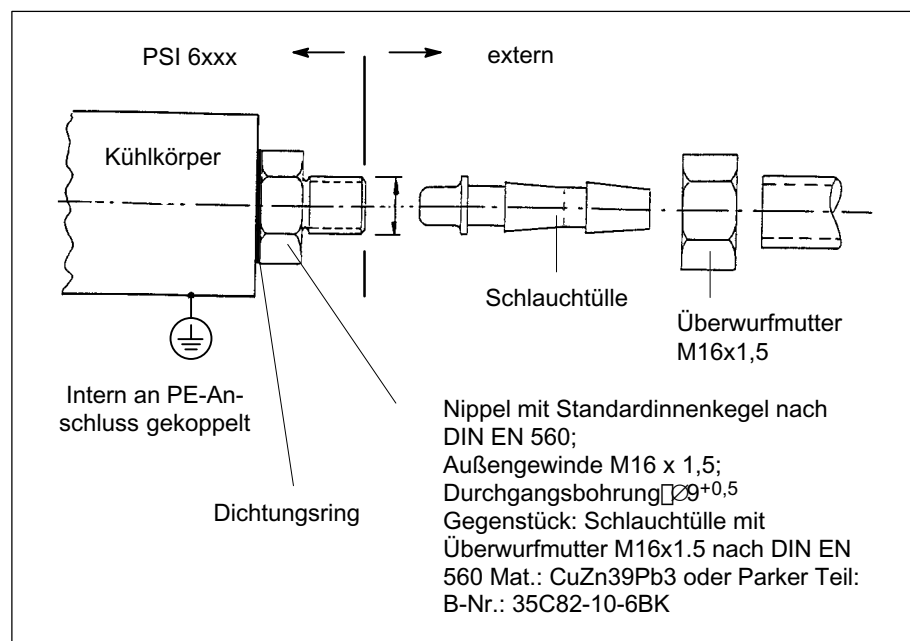 PSI 6xxx
extern
Kühlkörper
Schlauchtülle
Überwurfmutter
M16x1,5
Intern an PE-An-
schluss gekoppelt
Dichtungsring
Nippel mit Standardinnenkegel nach
DIN EN 560;
Außengewinde M16 x 1,5;
Durchgangsbohrung ∅9+0,5
Gegenstück: Schlauchtülle mit
Überwurfmutter M16x1.5 nach DIN EN
560 Mat.: CuZn39Pb3 oder Parker Teil:
B-Nr.: 35C82-10-6BK